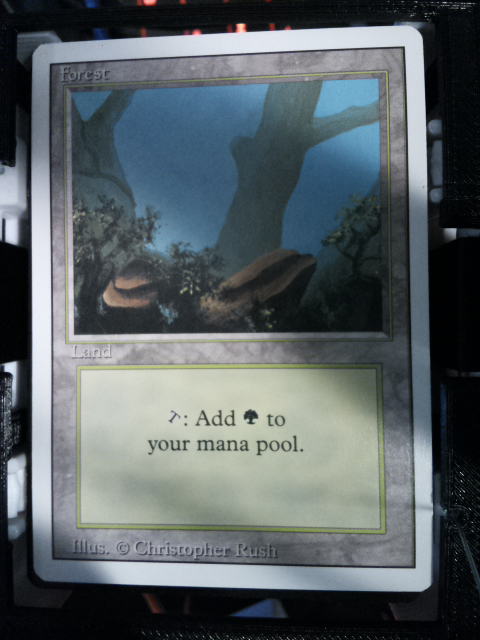 Forest
Land
T: Add to
your mana pool.
Illus. © Christopher Rush